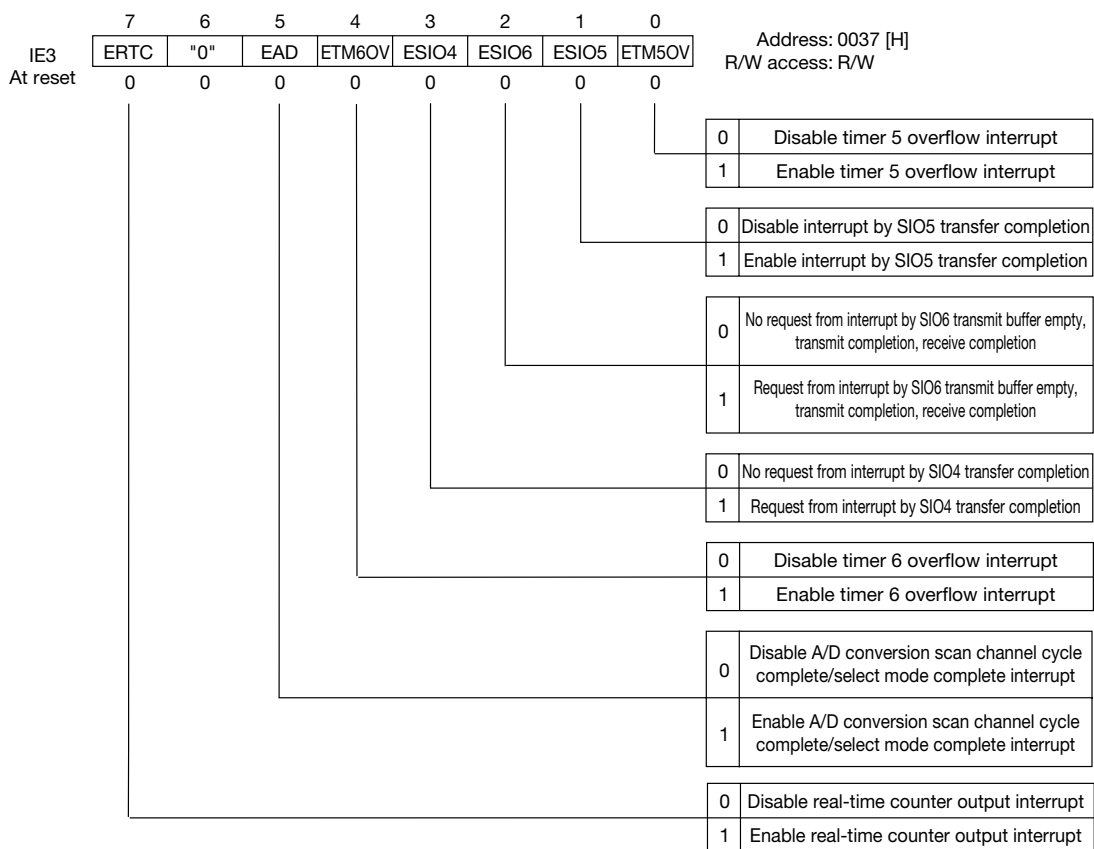 7 6 5 4 3 2 1 0
IE3 ERTC "0" EAD ETM6OV ESIO4 ESIO6 ESIO5 ETM5OV
At reset 0 0 0 0 0 0 0 0
Address: 0037 [H]
R/W access: R/W
0 Disable timer 5 overflow interrupt
1 Enable timer 5 overflow interrupt
0 Disable interrupt by SIO5 transfer completion
1 Enable interrupt by SIO5 transfer completion
0 No request from interrupt by SIO6 transmit buffer empty,
transmit completion, receive completion
1 Request from interrupt by SIO6 transmit buffer empty,
transmit completion, receive completion
0 No request from interrupt by SIO4 transfer completion
1 Request from interrupt by SIO4 transfer completion
0 Disable timer 6 overflow interrupt
1 Enable timer 6 overflow interrupt
0 Disable A/D conversion scan channel cycle
complete/select mode complete interrupt
1 Enable A/D conversion scan channel cycle
complete/select mode complete interrupt
0 Disable real-time counter output interrupt
1 Enable real-time counter output interrupt